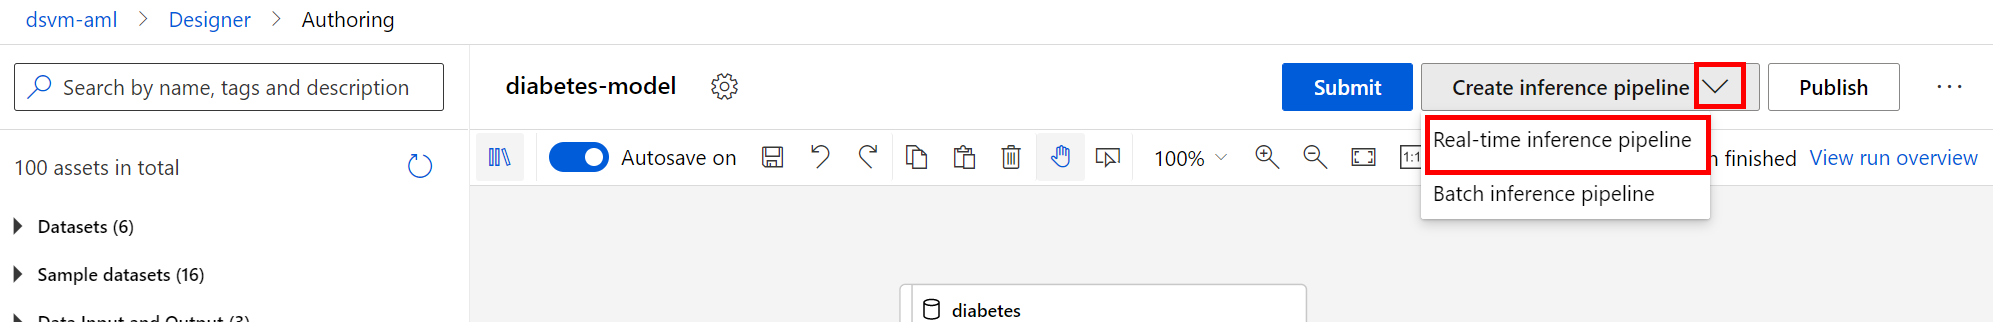 dsvm-aml > Designer > Authoring
Search by name, tags and description
diabetes-model
Submit
Create inference pipeline
Publish
...
Real-time inference pipeline
Batch inference pipeline
100 assets in total
Autosave on
100%
1:1
finished
View run overview
Datasets (6)
Sample datasets (16)
Data Input and Output (3)
diabetes